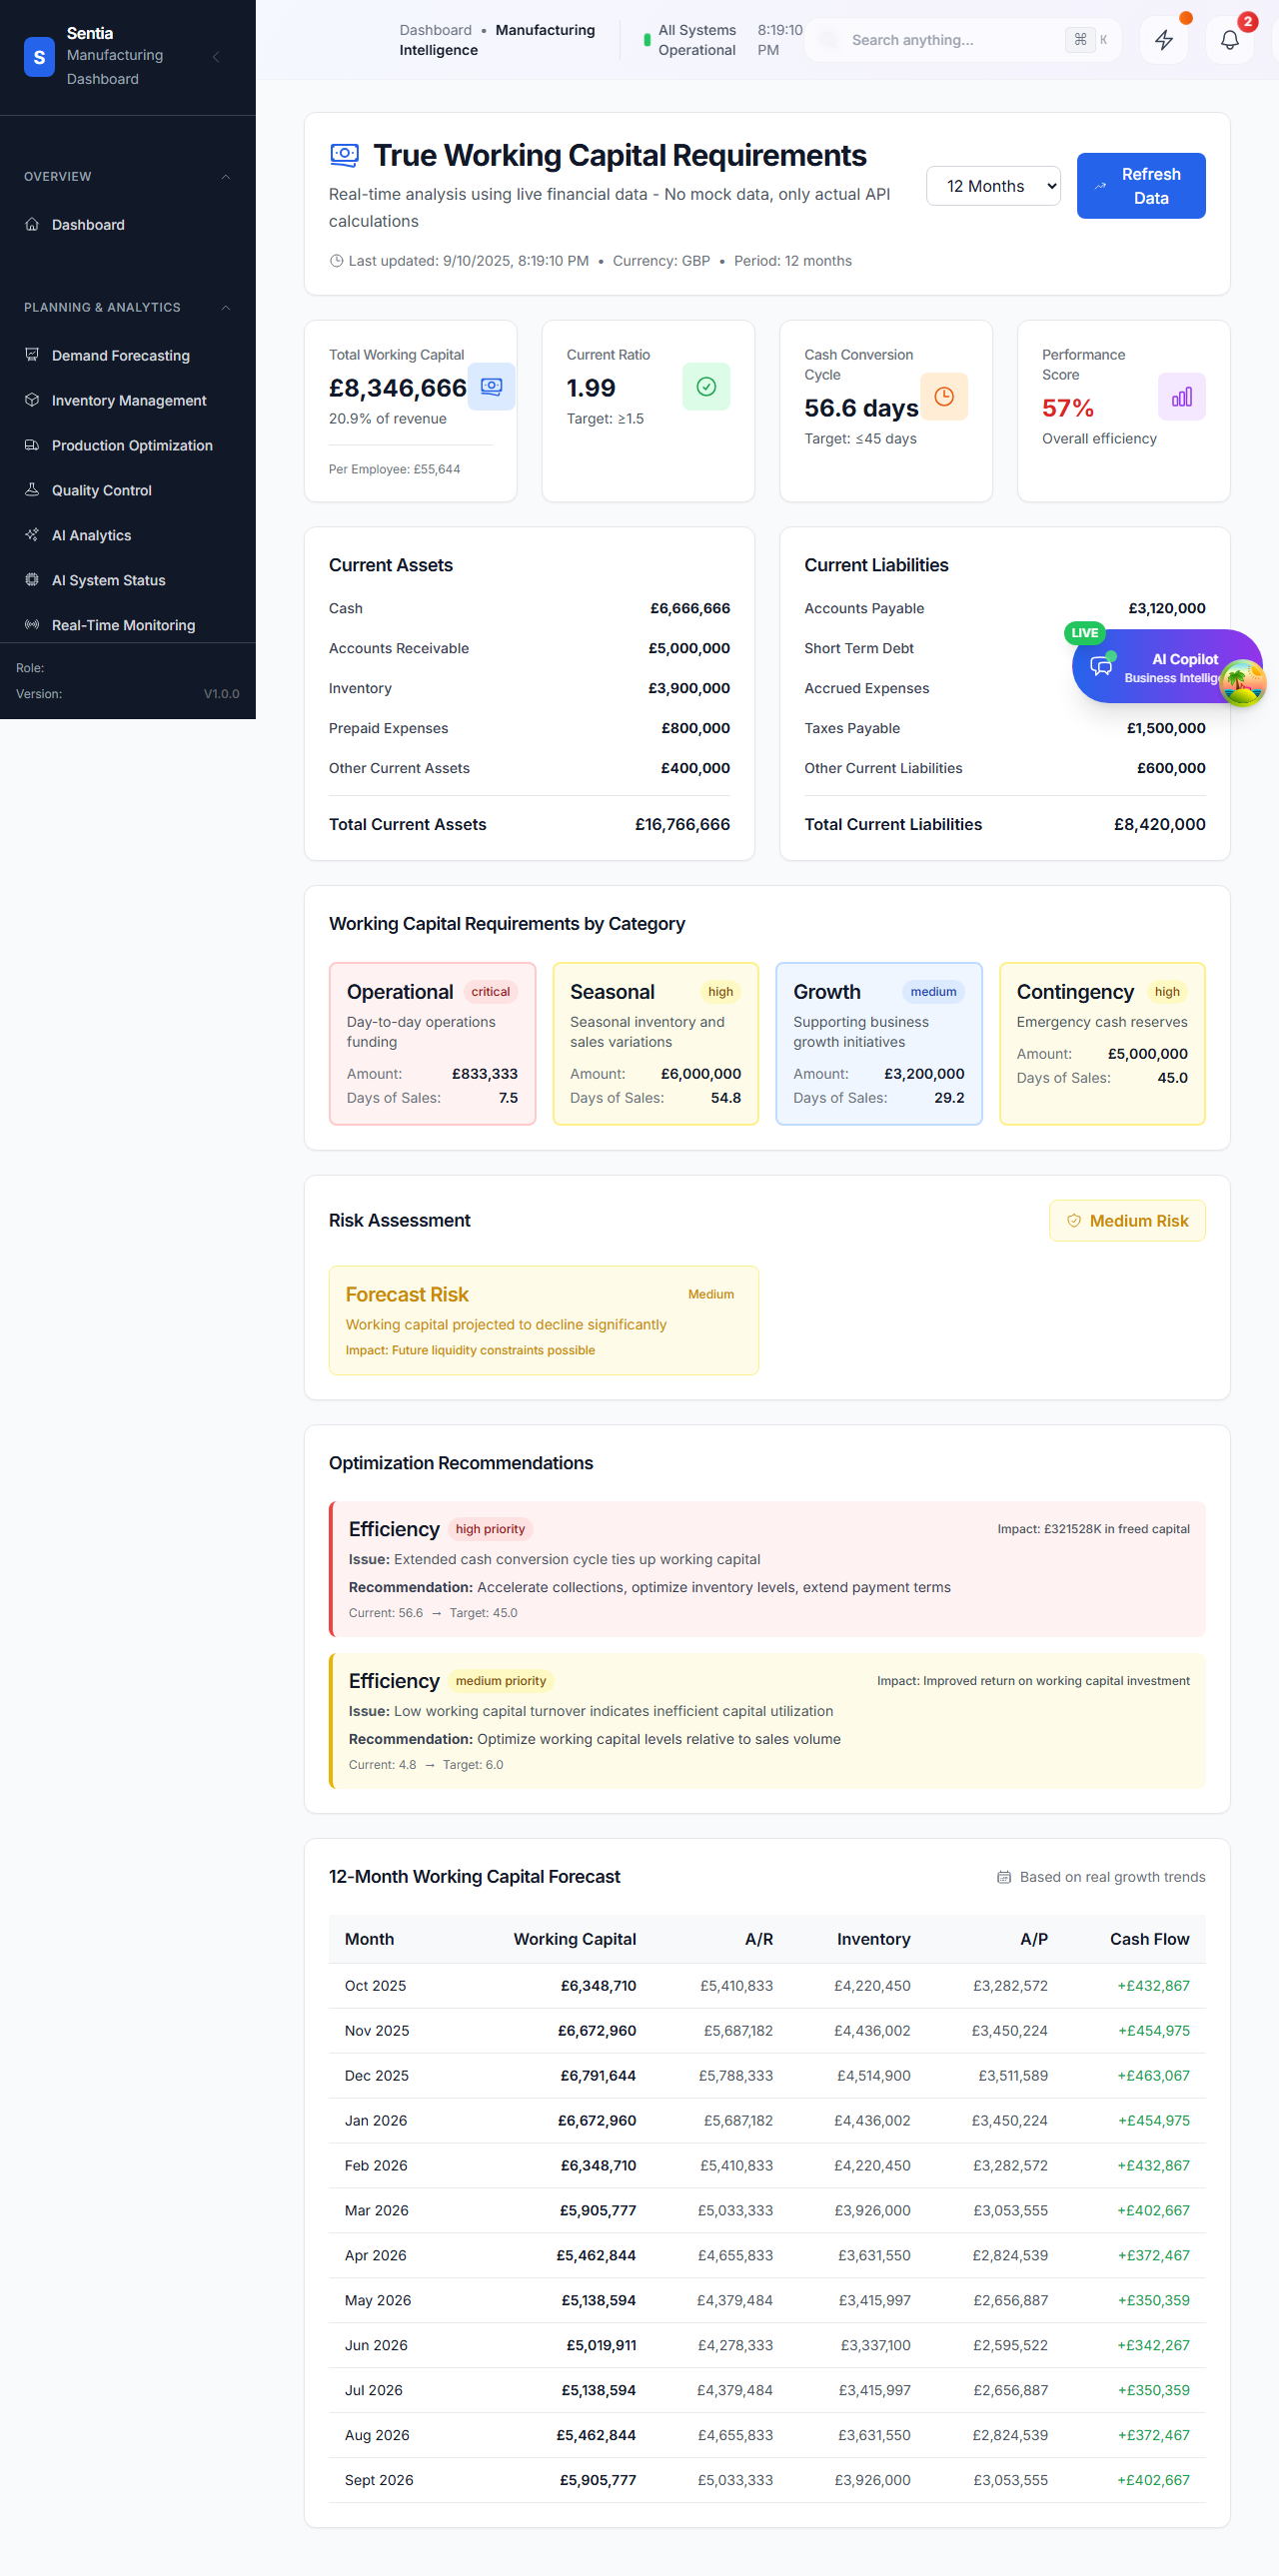 S
Sentia
Manufacturing
Dashboard
OVERVIEW
Dashboard
PLANNING & ANALYTICS
Demand Forecasting
Inventory Management
Production Optimization
Quality Control
AI Analytics
AI System Status
Real-Time Monitoring
Role:
Version: V1.0.0
Dashboard • Manufacturing
Intelligence
All Systems
Operational
8:19:10
PM
Search anything... ⌘ K
2
True Working Capital Requirements
Real-time analysis using live financial data - No mock data, only actual API
calculations
Last updated: 9/10/2025, 8:19:10 PM • Currency: GBP • Period: 12 months
12 Months
Refresh
Data
Total Working Capital
£8,346,666
20.9% of revenue
Per Employee: £55,644
Current Ratio
1.99
Target: ≥1.5
Cash Conversion
Cycle
56.6 days
Target: ≤45 days
Performance
Score
57%
Overall efficiency
Current Assets
Cash £6,666,666
Accounts Receivable £5,000,000
Inventory £3,900,000
Prepaid Expenses £800,000
Other Current Assets £400,000
Total Current Assets £16,766,666
Current Liabilities
Accounts Payable £3,120,000
Short Term Debt
Accrued Expenses
Taxes Payable £1,500,000
Other Current Liabilities £600,000
Total Current Liabilities £8,420,000
LIVE
AI Copilot
Business
Working Capital Requirements by Category
Operational critical
Day-to-day operations
funding
Amount: £833,333
Days of Sales: 7.5
Seasonal high
Seasonal inventory and
sales variations
Amount: £6,000,000
Days of Sales: 54.8
Growth medium
Supporting business
growth initiatives
Amount: £3,200,000
Days of Sales: 29.2
Contingency high
Emergency cash reserves
Amount: £5,000,000
Days of Sales: 45.0
Risk Assessment
Medium Risk
Forecast Risk Medium
Working capital projected to decline significantly
Impact: Future liquidity constraints possible
Optimization Recommendations
Efficiency high priority Impact: £321528K in freed capital
Issue: Extended cash conversion cycle ties up working capital
Recommendation: Accelerate collections, optimize inventory levels, extend payment terms
Current: 56.6 → Target: 45.0
Efficiency medium priority Impact: Improved return on working capital investment
Issue: Low working capital turnover indicates inefficient capital utilization
Recommendation: Optimize working capital levels relative to sales volume
Current: 4.8 → Target: 6.0
12-Month Working Capital Forecast
Based on real growth trends
Month Working Capital A/R Inventory A/P Cash Flow
Oct 2025 £6,348,710 £5,410,833 £4,220,450 £3,282,572 +£432,867
Nov 2025 £6,672,960 £5,687,182 £4,436,002 £3,450,224 +£454,975
Dec 2025 £6,791,644 £5,788,333 £4,514,900 £3,511,589 +£463,067
Jan 2026 £6,672,960 £5,687,182 £4,436,002 £3,450,224 +£454,975
Feb 2026 £6,348,710 £5,410,833 £4,220,450 £3,282,572 +£432,867
Mar 2026 £5,905,777 £5,033,333 £3,926,000 £3,053,555 +£402,667
Apr 2026 £5,462,844 £4,655,833 £3,631,550 £2,824,539 +£372,467
May 2026 £5,138,594 £4,379,484 £3,415,997 £2,656,887 +£350,359
Jun 2026 £5,019,911 £4,278,333 £3,337,100 £2,595,522 +£342,267
Jul 2026 £5,138,594 £4,379,484 £3,415,997 £2,656,887 +£350,359
Aug 2026 £5,462,844 £4,655,833 £3,631,550 £2,824,539 +£372,467
Sept 2026 £5,905,777 £5,033,333 £3,926,000 £3,053,555 +£402,667